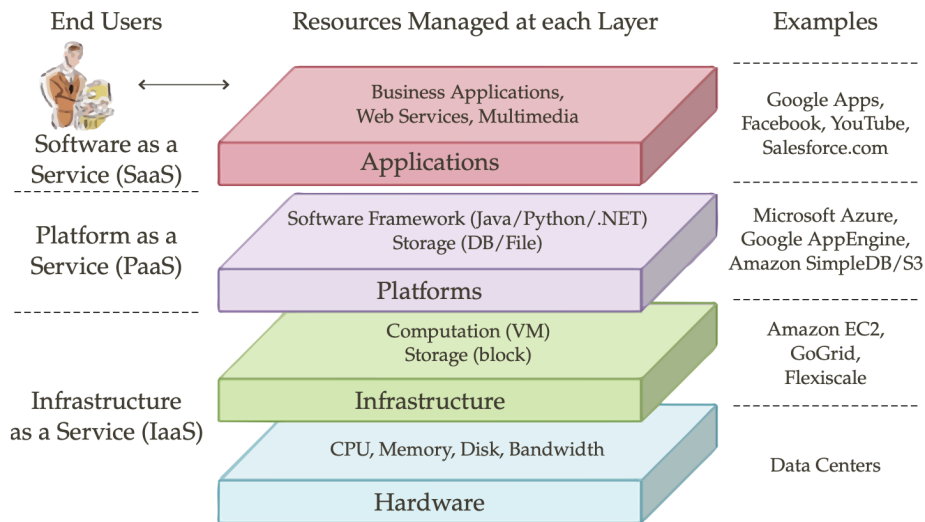 End Users
Resources Managed at each Layer
Examples
Business Applications,
Web Services, Multimedia
Applications
Google Apps,
Facebook, YouTube,
Salesforce.com
Software as a
Service (SaaS)
Software Framework (Java/Python/.NET)
Storage (DB/File)
Platforms
Microsoft Azure,
Google AppEngine,
Amazon SimpleDB/S3
Platform as a
Service (PaaS)
Computation (VM)
Storage (block)
Infrastructure
Amazon EC2,
GoGrid,
Flexiscale
Infrastructure
as a Service (IaaS)
CPU, Memory, Disk, Bandwidth
Hardware
Data Centers